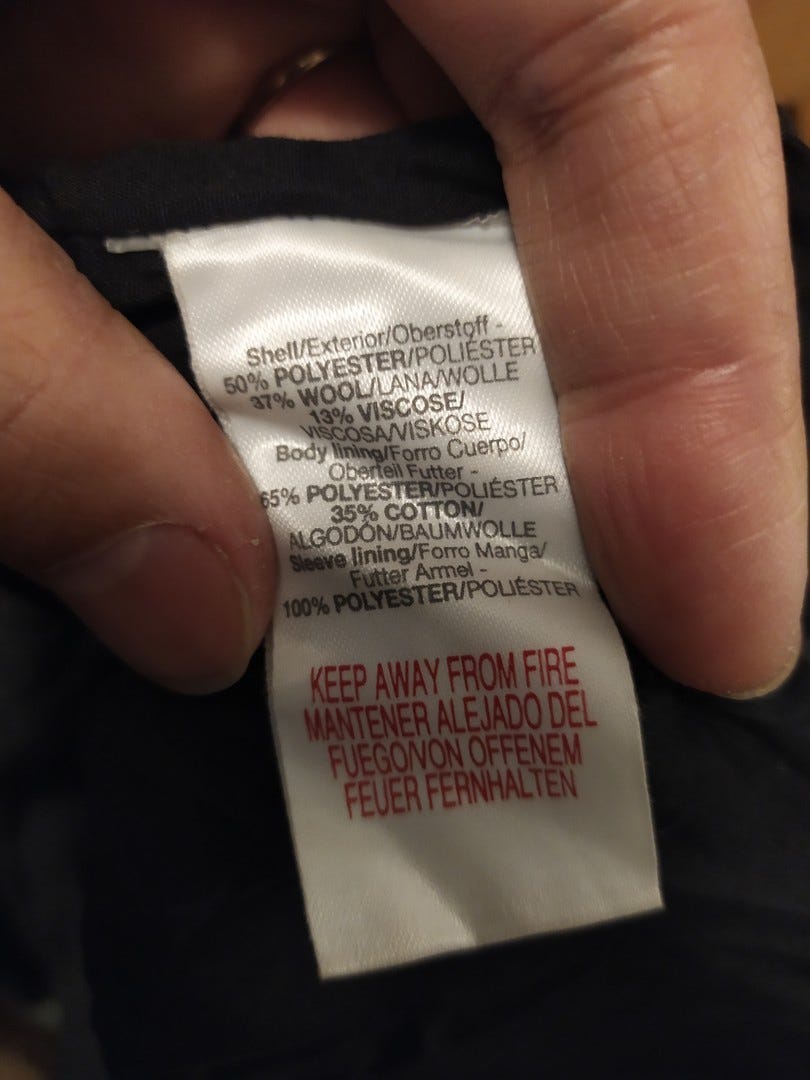 Shell/Exterior/Oberstoff -
50% POLYESTER/POLIÉSTER
37% WOOL/LANA/WOLLE
13% VISCOSE/
VISCOSA/VISKOSE
Body lining/Forro Cuerpo/
Oberteil Futter -
65% POLYESTER/POLIÉSTER
35% COTTON/
ALGODÓN/BAUMWOLLE
Sleeve lining/Forro Manga/
Futter Armel -
100% POLYESTER/POLIÉSTER
KEEP AWAY FROM FIRE
MANTENER ALEJADO DEL
FUEGO/VON OFFENEM
FEUER FERNHALTEN